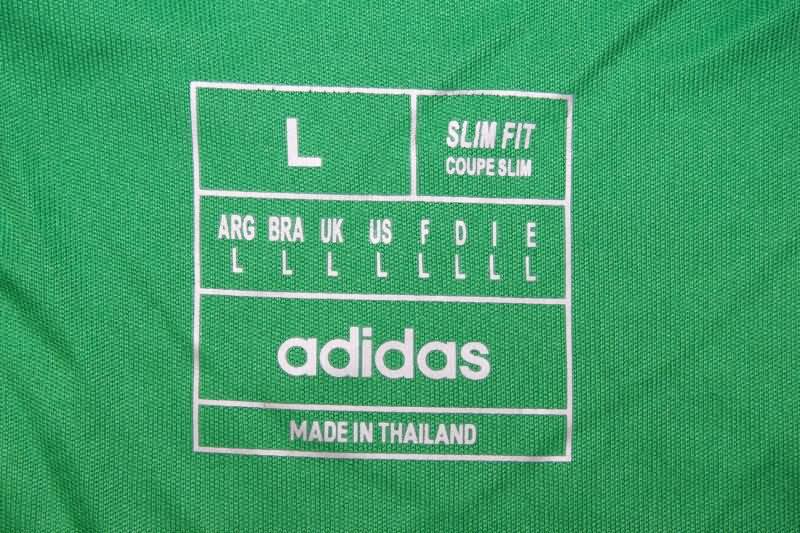 L
SLIM FIT
COUPE SLIM
ARG BRA UK US F D I E
L L L L L L L L
adidas
MADE IN THAILAND